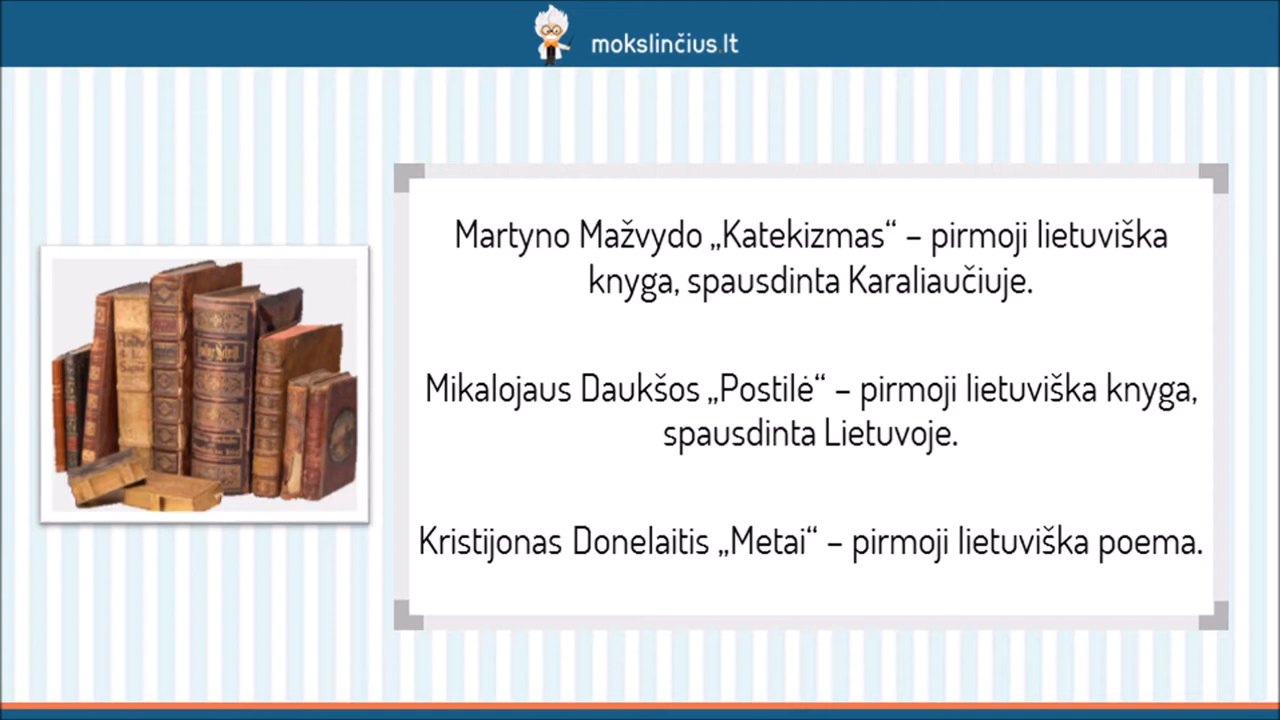 mokslinčius.lt
Martyno Mažvydo „Katekizmas“ – pirmoji lietuviška
knyga, spausdinta Karaliaučiuje.
Mikalojaus Daukšos „Postilė“ – pirmoji lietuviška knyga,
spausdinta Lietuvoje.
Kristijonas Donelaitis „Metai“ – pirmoji lietuviška poema.